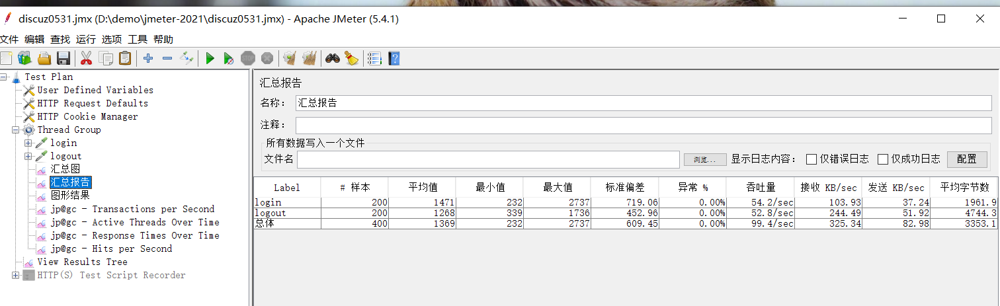 discuz0531.jmx (D:\demo\jmeter-2021\discuz0531.jmx) - Apache JMeter (5.4.1)
文件 编辑 查找 运行 选项 工具 帮助
STOP
Test Plan
User Defined Variables
HTTP Request Defaults
HTTP Cookie Manager
Thread Group
login
logout
汇总图
汇总报告
图形结果
jp@gc - Transactions per Second
jp@gc - Active Threads Over Time
jp@gc - Response Times Over Time
jp@gc - Hits per Second
View Results Tree
HTTP(S) Test Script Recorder
汇总报告
名称： 汇总报告
注释：
所有数据写入一个文件
文件名 浏览... 显示日志内容： 仅错误日志 仅成功日志 配置
Label # 样本 平均值 最小值 最大值 标准偏差 异常 % 吞吐量 接收 KB/sec 发送 KB/sec 平均字节数
login 200 1471 232 2737 719.06 0.00% 54.2/sec 103.93 37.24 1961.9
logout 200 1268 339 1736 452.96 0.00% 52.8/sec 244.49 51.92 4744.3
总体 400 1369 232 2737 609.45 0.00% 99.4/sec 325.34 82.98 3353.1